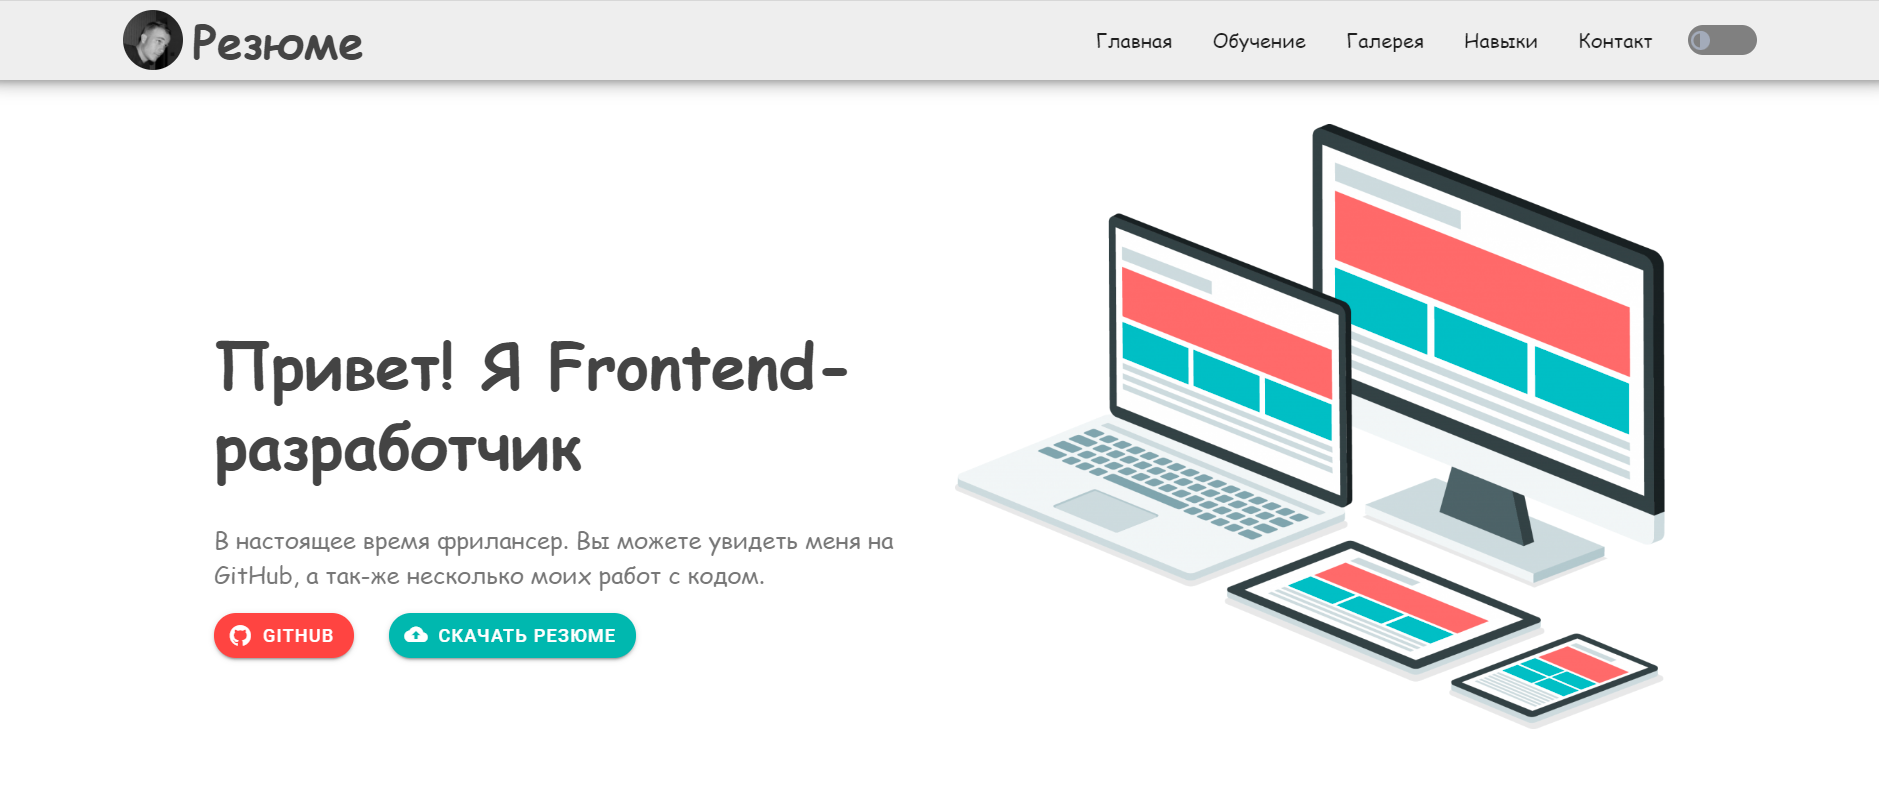 Резюме
Главная
Обучение
Галерея
Навыки
Контакт
Привет! Я Frontend-
разработчик
В настоящее время фрилансер. Вы можете увидеть меня на
GitHub, а так-же несколько моих работ с кодом.
GITHUB
СКАЧАТЬ РЕЗЮМЕ